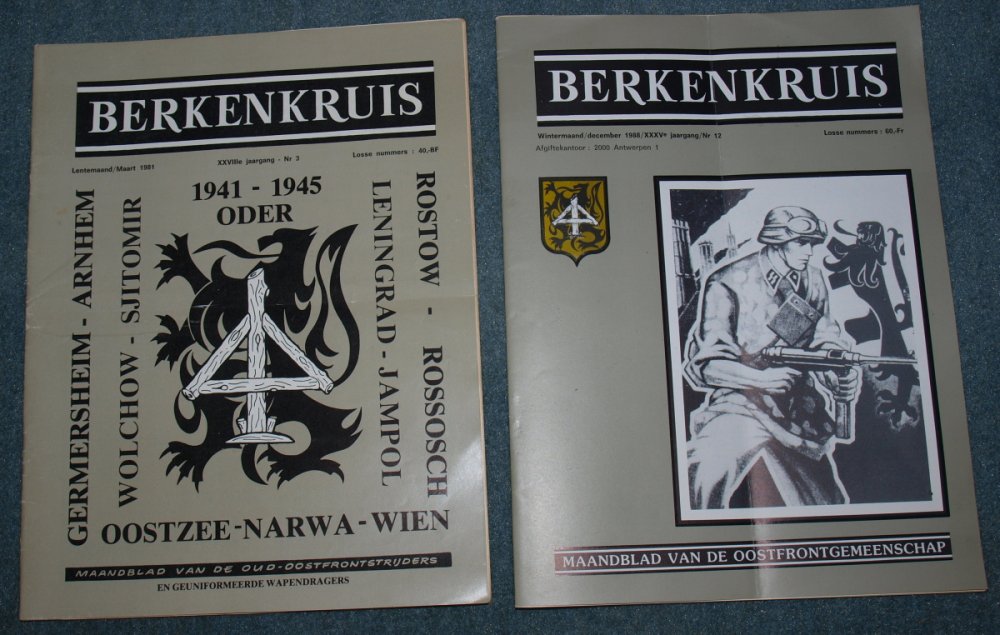 BERKENKRUIS
Lentemaand/Maart 1981
XXVIIIe jaargang - Nr 3
Losse nummers : 40,-BF
1941 - 1945
ODER
GERMERSHEIM - ARNHEM
WOLCHOW - SJITOMIR
LENINGRAD - JAMPOL
ROSTOW - ROSSOSCH
OOSTZEE-NARWA-WIEN
MAANDBLAD VAN DE OUD-OOSTFRONTSTRIJDERS
EN GEUNIFORMEERDE WAPENDRAGERS
BERKENKRUIS
Wintermaand/december 1988/XXXVe jaargang/Nr 12
Losse nummers : 60,-Fr
Afgiftekantoor : 2000 Antwerpen 1
MAANDBLAD VAN DE OOSTFRONTGEMEENSCHAP